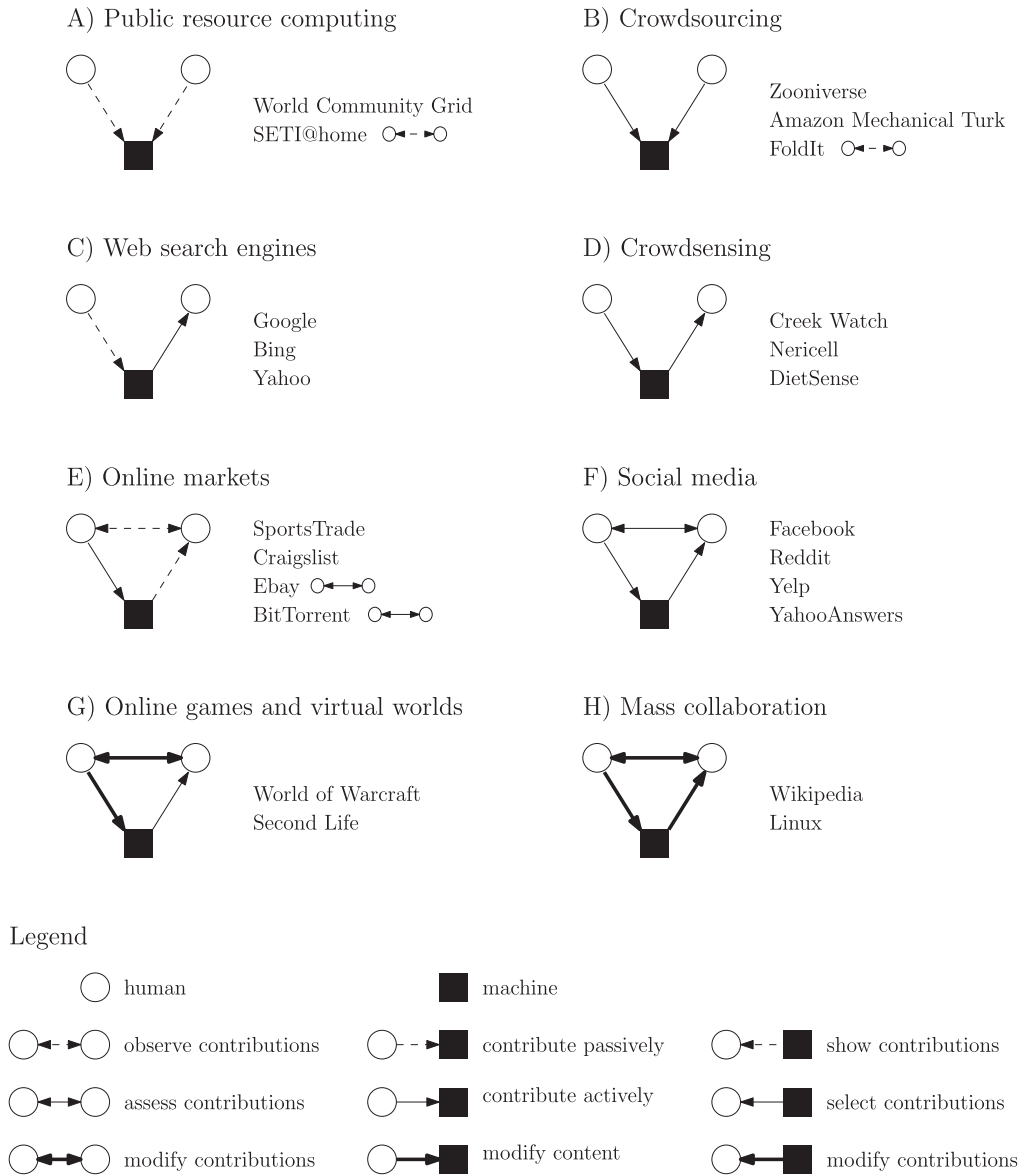 A) Public resource computing
World Community Grid
SETI@home
B) Crowdsourcing
Zooniverse
Amazon Mechanical Turk
FoldIt
C) Web search engines
Google
Bing
Yahoo
D) Crowdsensing
Creek Watch
Nericell
DietSense
E) Online markets
SportsTrade
Craigslist
Ebay
BitTorrent
F) Social media
Facebook
Reddit
Yelp
YahooAnswers
G) Online games and virtual worlds
World of Warcraft
Second Life
H) Mass collaboration
Wikipedia
Linux
Legend
human
machine
observe contributions
contribute passively
show contributions
assess contributions
contribute actively
select contributions
modify contributions
modify content
modify contributions